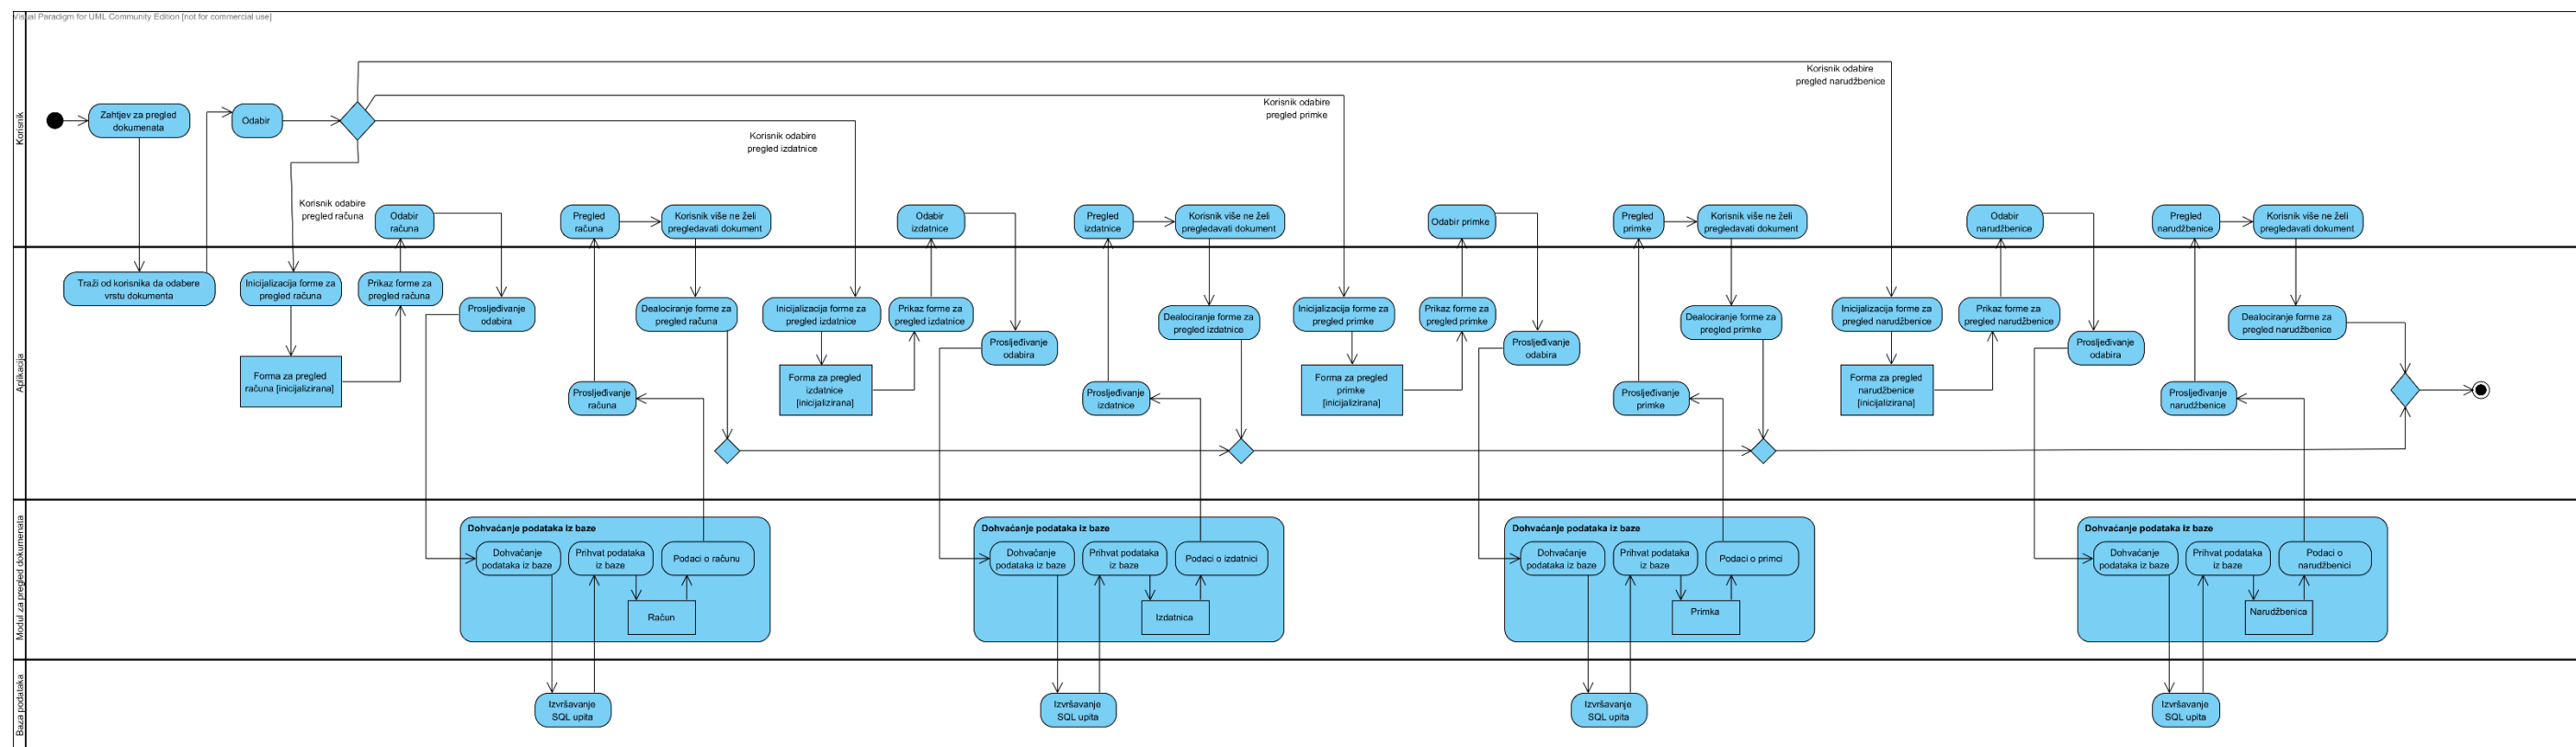 Visual Paradigm for UML Community Edition [not for commercial use]
Korisnik
Zahtjev za pregled
dokumenata
Odabir
Korisnik odabire
pregled računa
Korisnik odabire
pregled izdatnice
Korisnik odabire
pregled primke
Korisnik odabire
pregled narudžbenice
Odabir
računa
Pregled
računa
Korisnik više ne želi
pregledavati dokument
Odabir
izdatnice
Pregled
izdatnice
Korisnik više ne želi
pregledavati dokument
Odabir primke
Pregled
primke
Korisnik više ne želi
pregledavati dokument
Odabir
narudžbenice
Pregled
narudžbenice
Korisnik više ne želi
pregledavati dokument
Aplikacija
Traži od korisnika da odabere
vrstu dokumenta
Inicijalizacija forme za
pregled računa
Prikaz forme za
pregled računa
Prosljeđivanje
odabira
Forma za pregled
računa [inicijalizirana]
Prosljeđivanje
računa
Dealociranje forme za
pregled računa
Inicijalizacija forme za
pregled izdatnice
Prikaz forme za
pregled izdatnice
Prosljeđivanje
odabira
Forma za pregled
izdatnice
[inicijalizirana]
Prosljeđivanje
izdatnice
Dealociranje forme za
pregled izdatnice
Inicijalizacija forme za
pregled primke
Prikaz forme za
pregled primke
Prosljeđivanje
odabira
Forma za pregled
primke
[inicijalizirana]
Prosljeđivanje
primke
Dealociranje forme za
pregled primke
Inicijalizacija forme za
pregled narudžbenice
Prikaz forme za
pregled narudžbenice
Prosljeđivanje
odabira
Forma za pregled
narudžbenice
[inicijalizirana]
Prosljeđivanje
narudžbenice
Dealociranje forme za
pregled narudžbenice
Modul za pregled dokumenata
Dohvaćanje podataka iz baze
Dohvaćanje
podataka iz baze
Prihvat podataka
iz baze
Podaci o računu
Račun
Dohvaćanje podataka iz baze
Dohvaćanje
podataka iz baze
Prihvat podataka
iz baze
Podaci o izdatnici
Izdatnica
Dohvaćanje podataka iz baze
Dohvaćanje
podataka iz baze
Prihvat podataka
iz baze
Podaci o primci
Primka
Dohvaćanje podataka iz baze
Dohvaćanje
podataka iz baze
Prihvat podataka
iz baze
Podaci o
narudžbenici
Narudžbenica
Baza podataka
Izvršavanje
SQL upita
Izvršavanje
SQL upita
Izvršavanje
SQL upita
Izvršavanje
SQL upita